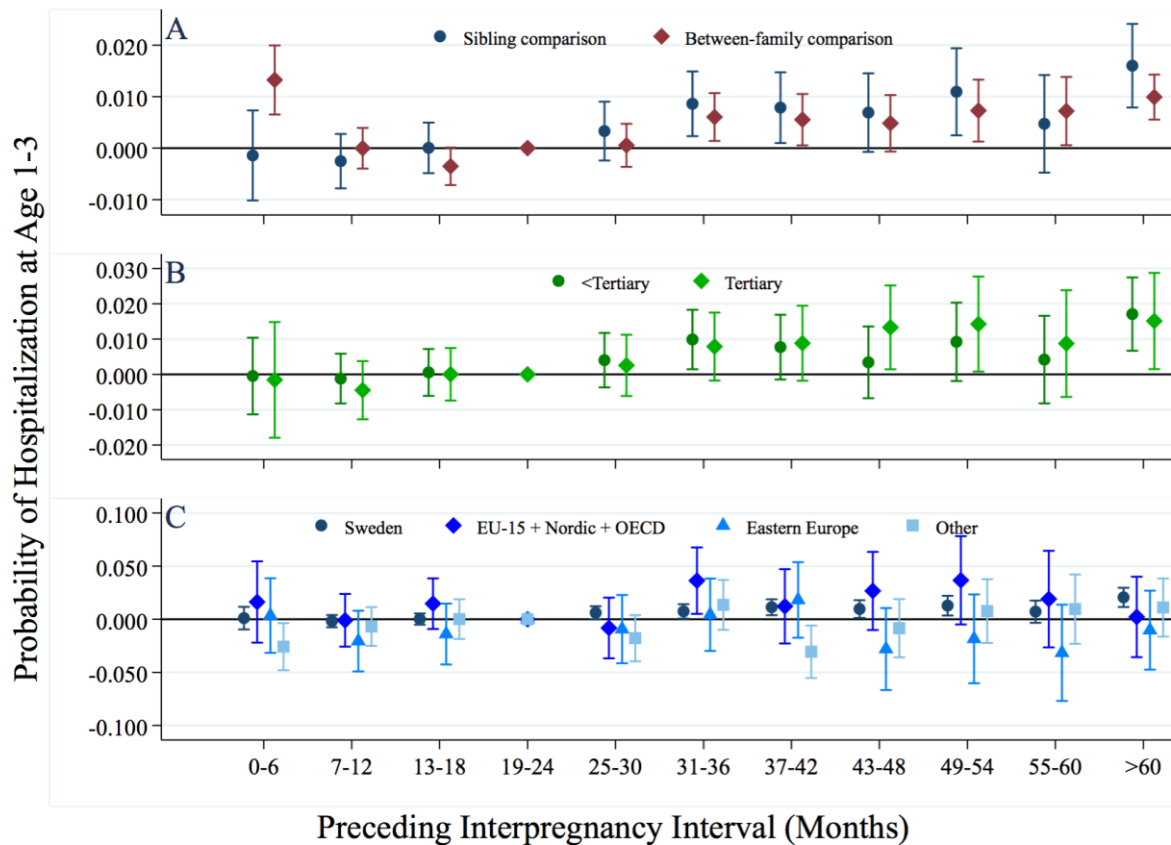 A
Sibling comparison Between-family comparison
0.020
0.010
0.000
-0.010
B
<Tertiary Tertiary
0.030
0.020
0.010
0.000
-0.010
-0.020
C
Sweden EU-15 + Nordic + OECD Eastern Europe Other
0.100
0.050
0.000
-0.050
-0.100
Probability of Hospitalization at Age 1-3
0-6 7-12 13-18 19-24 25-30 31-36 37-42 43-48 49-54 55-60 >60
Preceding Interpregnancy Interval (Months)